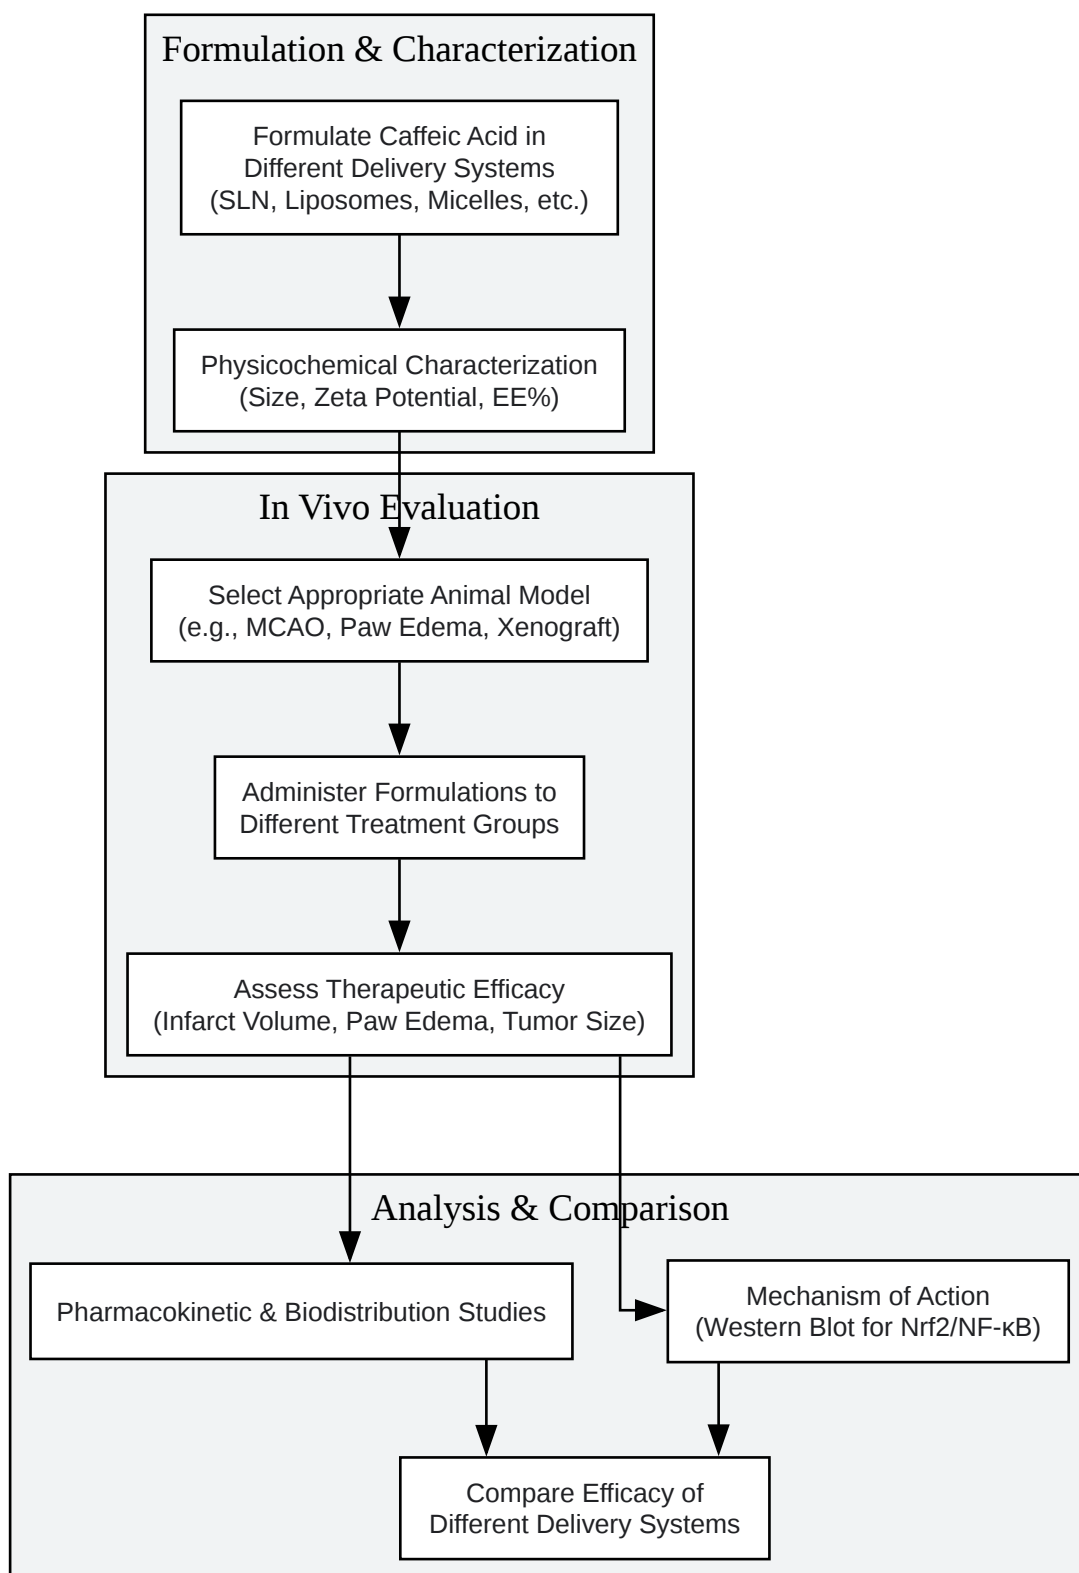 Formulation & Characterization
Formulate Caffeic Acid in
Different Delivery Systems
(SLN, Liposomes, Micelles, etc.)
Physicochemical Characterization
(Size, Zeta Potential, EE%)
In Vivo Evaluation
Select Appropriate Animal Model
(e.g., MCAO, Paw Edema, Xenograft)
Administer Formulations to
Different Treatment Groups
Assess Therapeutic Efficacy
(Infarct Volume, Paw Edema, Tumor Size)
Analysis & Comparison
Pharmacokinetic & Biodistribution Studies
Mechanism of Action
(Western Blot for Nrf2/NF-κB)
Compare Efficacy of
Different Delivery Systems